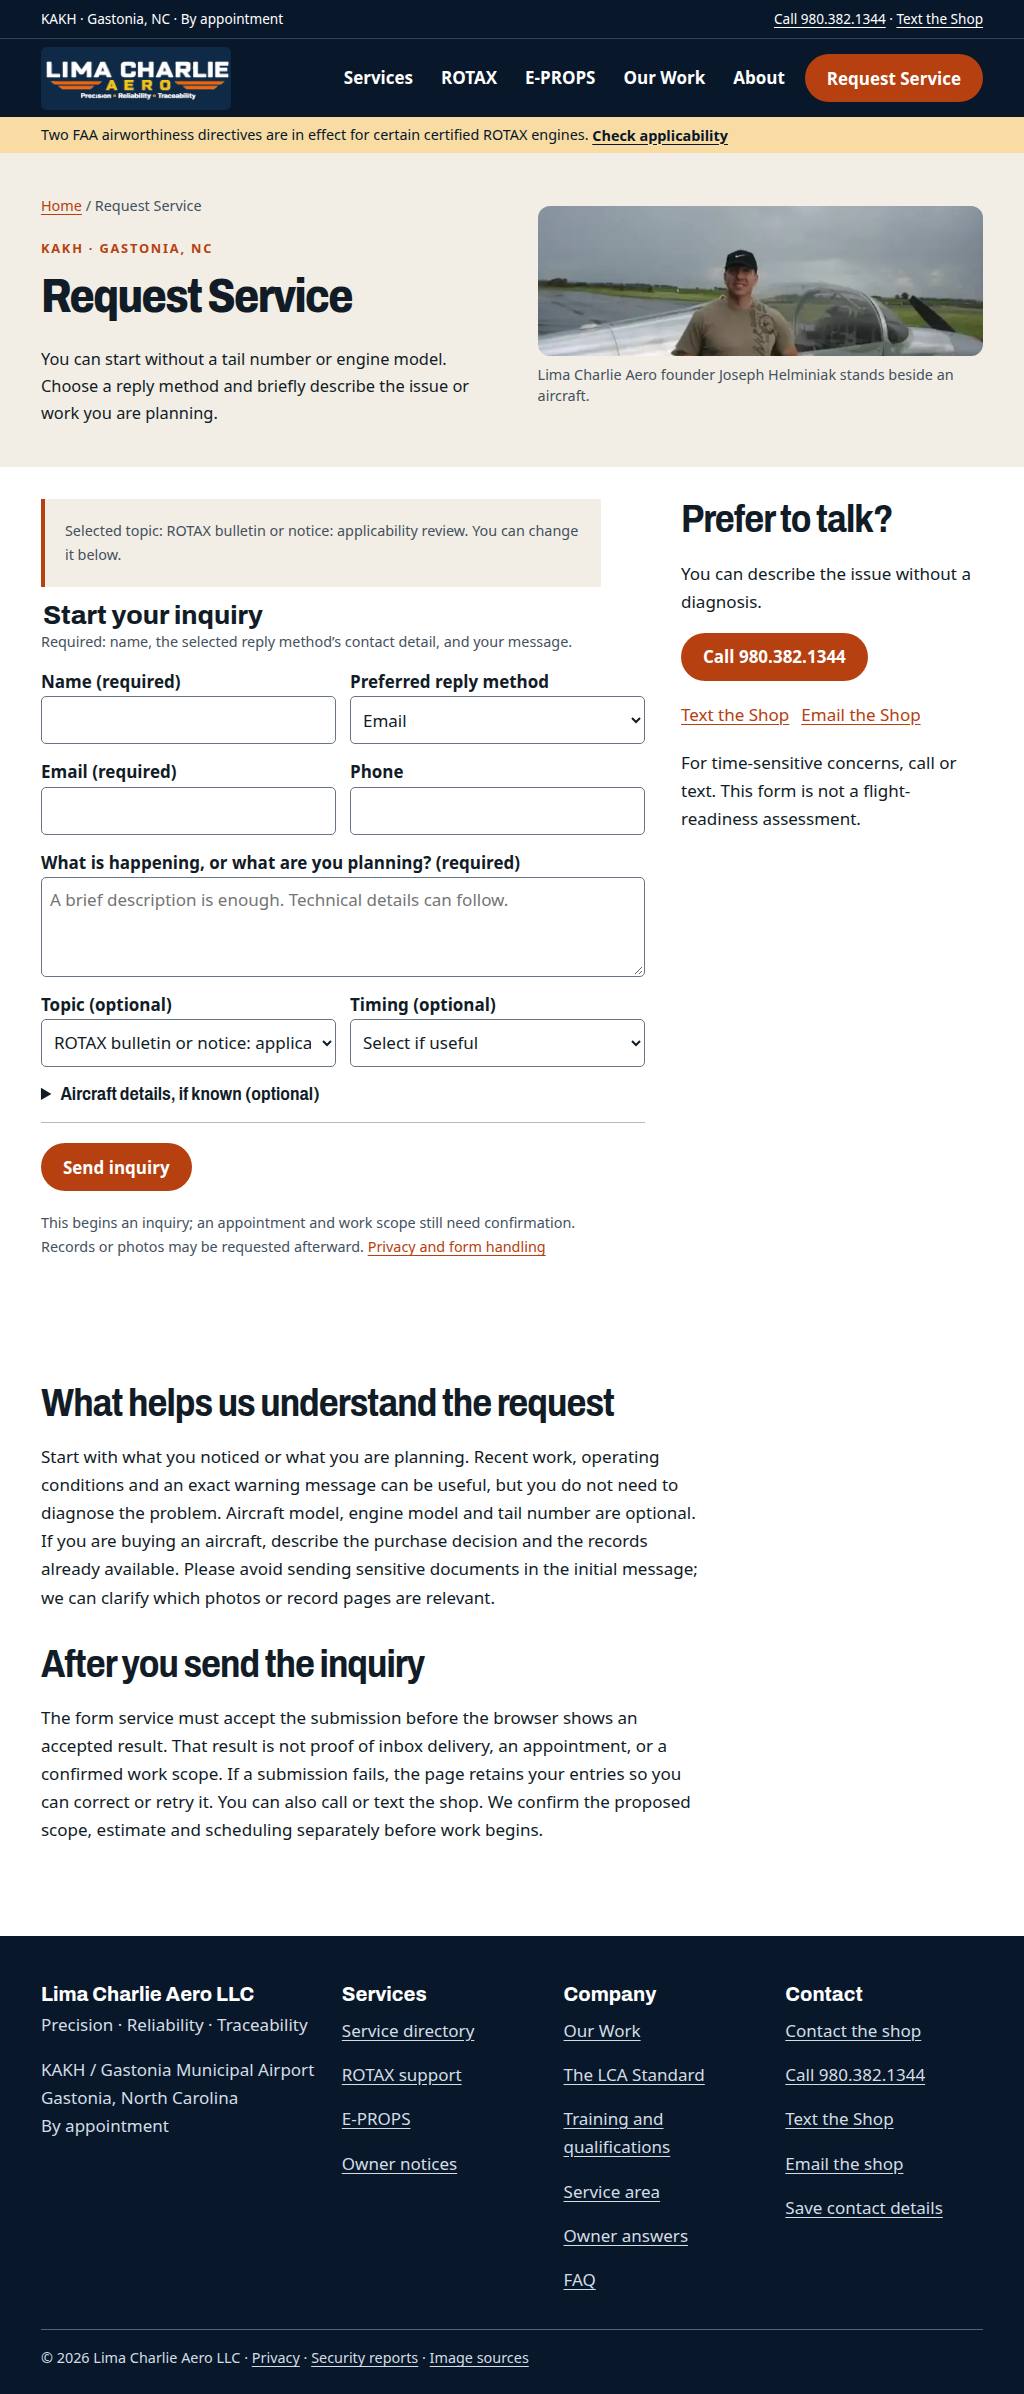 KAKH · Gastonia, NC · By appointment
Call 980.382.1344 · Text the Shop
LIMA CHARLIE
AERO
Precision · Reliability · Traceability
Services ROTAX E-PROPS Our Work About Request Service
Two FAA airworthiness directives are in effect for certain certified ROTAX engines. Check applicability
Home / Request Service
KAKH · GASTONIA, NC
Request Service
You can start without a tail number or engine model.
Choose a reply method and briefly describe the issue or
work you are planning.
Lima Charlie Aero founder Joseph Helminiak stands beside an
aircraft.
Selected topic: ROTAX bulletin or notice: applicability review. You can change
it below.
Start your inquiry
Required: name, the selected reply method’s contact detail, and your message.
Name (required)
Preferred reply method
Email
Email (required)
Phone
What is happening, or what are you planning? (required)
A brief description is enough. Technical details can follow.
Topic (optional)
Timing (optional)
ROTAX bulletin or notice: applica
Select if useful
Aircraft details, if known (optional)
Send inquiry
This begins an inquiry; an appointment and work scope still need confirmation.
Records or photos may be requested afterward. Privacy and form handling
Prefer to talk?
You can describe the issue without a
diagnosis.
Call 980.382.1344
Text the Shop Email the Shop
For time-sensitive concerns, call or
text. This form is not a flight-
readiness assessment.
What helps us understand the request
Start with what you noticed or what you are planning. Recent work, operating
conditions and an exact warning message can be useful, but you do not need to
diagnose the problem. Aircraft model, engine model and tail number are optional.
If you are buying an aircraft, describe the purchase decision and the records
already available. Please avoid sending sensitive documents in the initial message;
we can clarify which photos or record pages are relevant.
After you send the inquiry
The form service must accept the submission before the browser shows an
accepted result. That result is not proof of inbox delivery, an appointment, or a
confirmed work scope. If a submission fails, the page retains your entries so you
can correct or retry it. You can also call or text the shop. We confirm the proposed
scope, estimate and scheduling separately before work begins.
Lima Charlie Aero LLC
Precision · Reliability · Traceability
KAKH / Gastonia Municipal Airport
Gastonia, North Carolina
By appointment
Services
Service directory
ROTAX support
E-PROPS
Owner notices
Company
Our Work
The LCA Standard
Training and
qualifications
Service area
Owner answers
FAQ
Contact
Contact the shop
Call 980.382.1344
Text the Shop
Email the shop
Save contact details
© 2026 Lima Charlie Aero LLC · Privacy · Security reports · Image sources